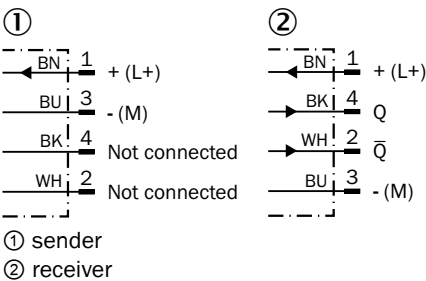 ① ②
BN 1 + (L+)
BU 3 - (M)
BK 4 Not connected
WH 2 Not connected
BN 1 + (L+)
BK 4 Q
WH 2 Q̅
BU 3 - (M)
① sender
② receiver